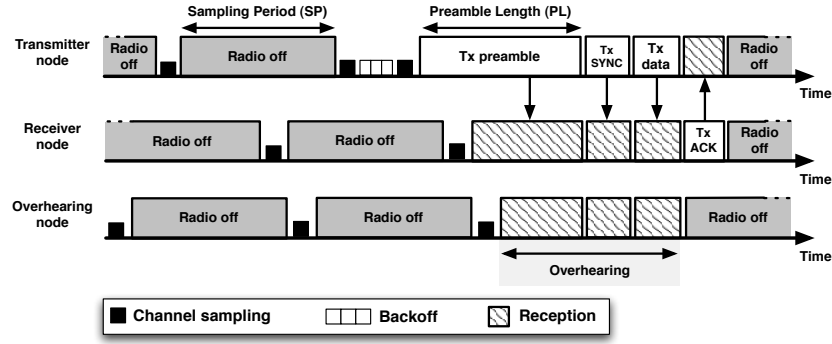 Sampling Period (SP)
Preamble Length (PL)
Transmitter
node
Radio
off
Radio off
Tx preamble
Tx
SYNC
Tx
data
Radio
off
Time
Receiver
node
Radio off
Radio off
Tx
ACK
Radio
off
Time
Overhearing
node
Radio off
Radio off
Radio off
Time
Overhearing
Channel sampling
Backoff
Reception